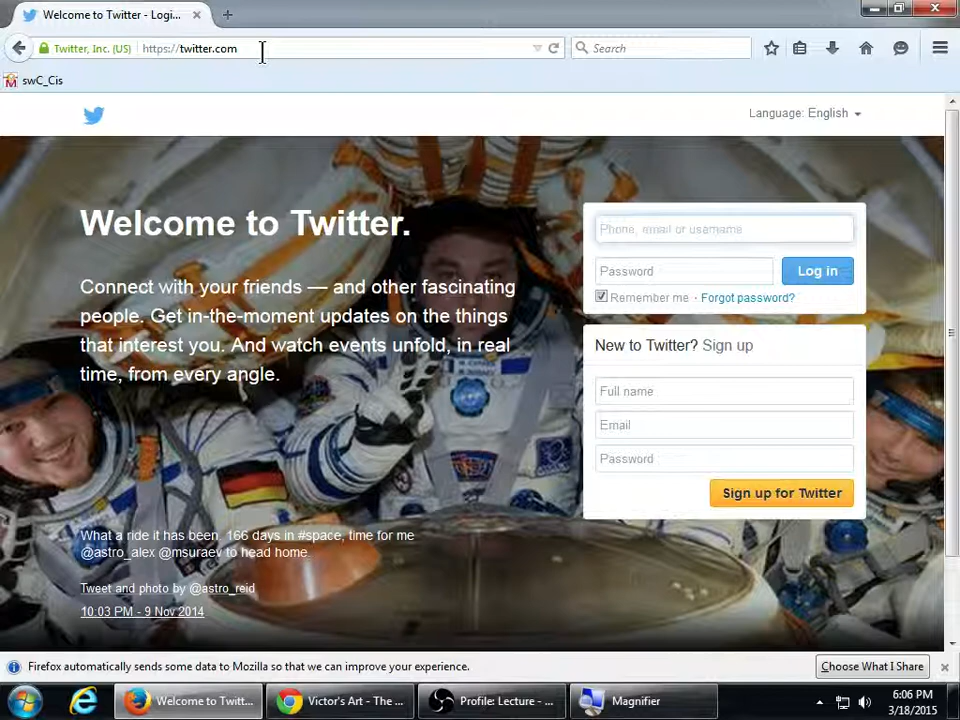 Welcome to Twitter - Logi...
Twitter, Inc. (US)
https://twitter.com
Search
swC_Cis
Language: English
Welcome to Twitter.
Connect with your friends — and other fascinating
people. Get in-the-moment updates on the things
that interest you. And watch events unfold, in real
time, from every angle.
Phone, email or username
Password
Log in
Remember me · Forgot password?
New to Twitter? Sign up
Full name
Email
Password
Sign up for Twitter
What a ride it has been. 166 days in #space, time for me
@astro_alex @msuraev to head home.
Tweet and photo by @astro_reid
10:03 PM - 9 Nov 2014
Firefox automatically sends some data to Mozilla so that we can improve your experience.
Choose What I Share
Welcome to Twitt...
Victor's Art - The ...
Profile: Lecture - ...
Magnifier
6:06 PM
3/18/2015